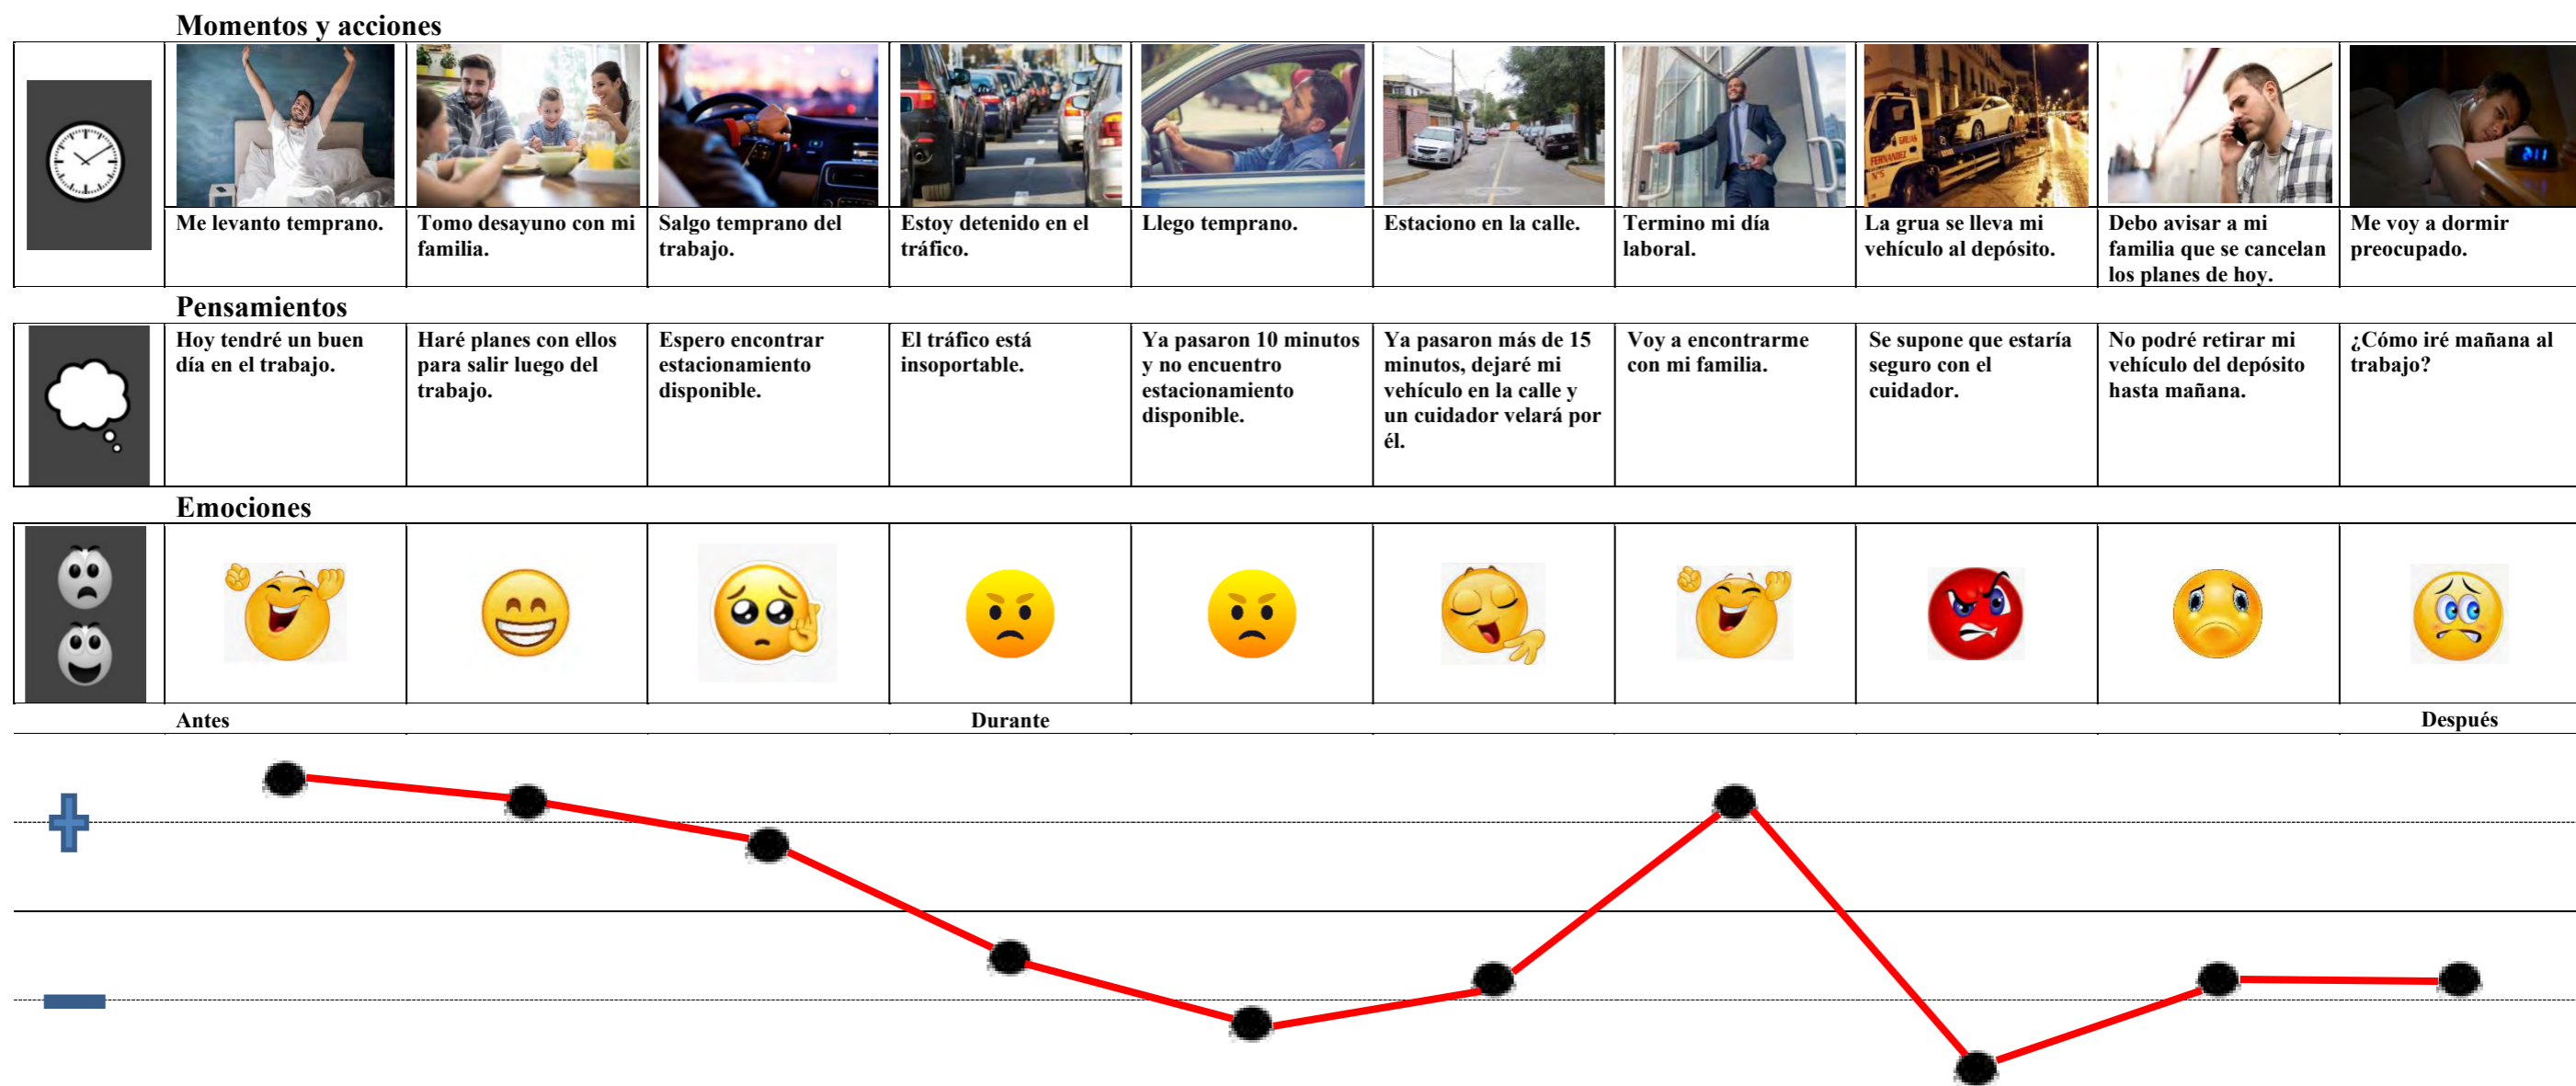 Momentos y acciones
Me levanto temprano.
Tomo desayuno con mi
familia.
Salgo temprano del
trabajo.
Estoy detenido en el
tráfico.
Llego temprano.
Estaciono en la calle.
Termino mi día
laboral.
La grua se lleva mi
vehículo al depósito.
Debo avisar a mi
familia que se cancelan
los planes de hoy.
Me voy a dormir
preocupado.
Pensamientos
Hoy tendré un buen
día en el trabajo.
Haré planes con ellos
para salir luego del
trabajo.
Espero encontrar
estacionamiento
disponible.
El tráfico está
insoportable.
Ya pasaron 10 minutos
y no encuentro
estacionamiento
disponible.
Ya pasaron más de 15
minutos, dejaré mi
vehículo en la calle y
un cuidador velará por
él.
Voy a encontrarme
con mi familia.
Se supone que estaría
seguro con el
cuidador.
No podré retirar mi
vehículo del depósito
hasta mañana.
¿Cómo iré mañana al
trabajo?
Emociones
Antes
Durante
Después